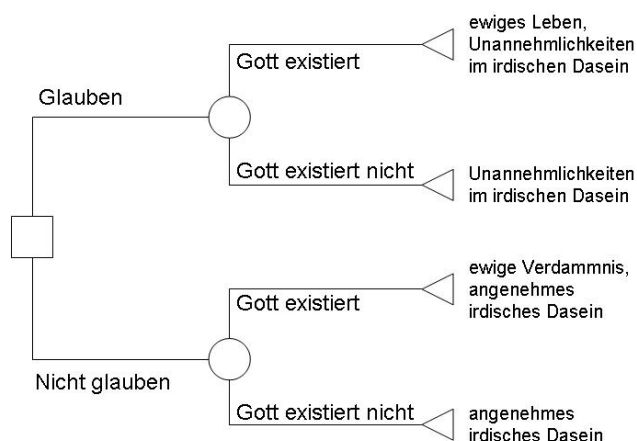 ewiges Leben,
Unannehmlichkeiten
im irdischen Dasein
Gott existiert
Glauben
Gott existiert nicht
Unannehmlichkeiten
im irdischen Dasein
ewige Verdammnis,
angenehmes
irdisches Dasein
Gott existiert
Nicht glauben
Gott existiert nicht
angenehmes
irdisches Dasein